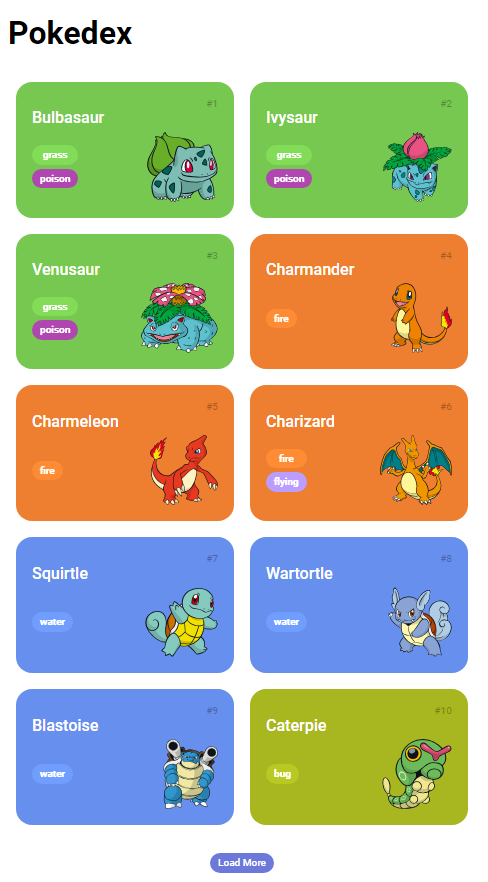 Pokedex
#1
Bulbasaur
grass
poison
#2
Ivysaur
grass
poison
#3
Venusaur
grass
poison
#4
Charmander
fire
#5
Charmeleon
fire
#6
Charizard
fire
flying
#7
Squirtle
water
#8
Wartortle
water
#9
Blastoise
water
#10
Caterpie
bug
Load More